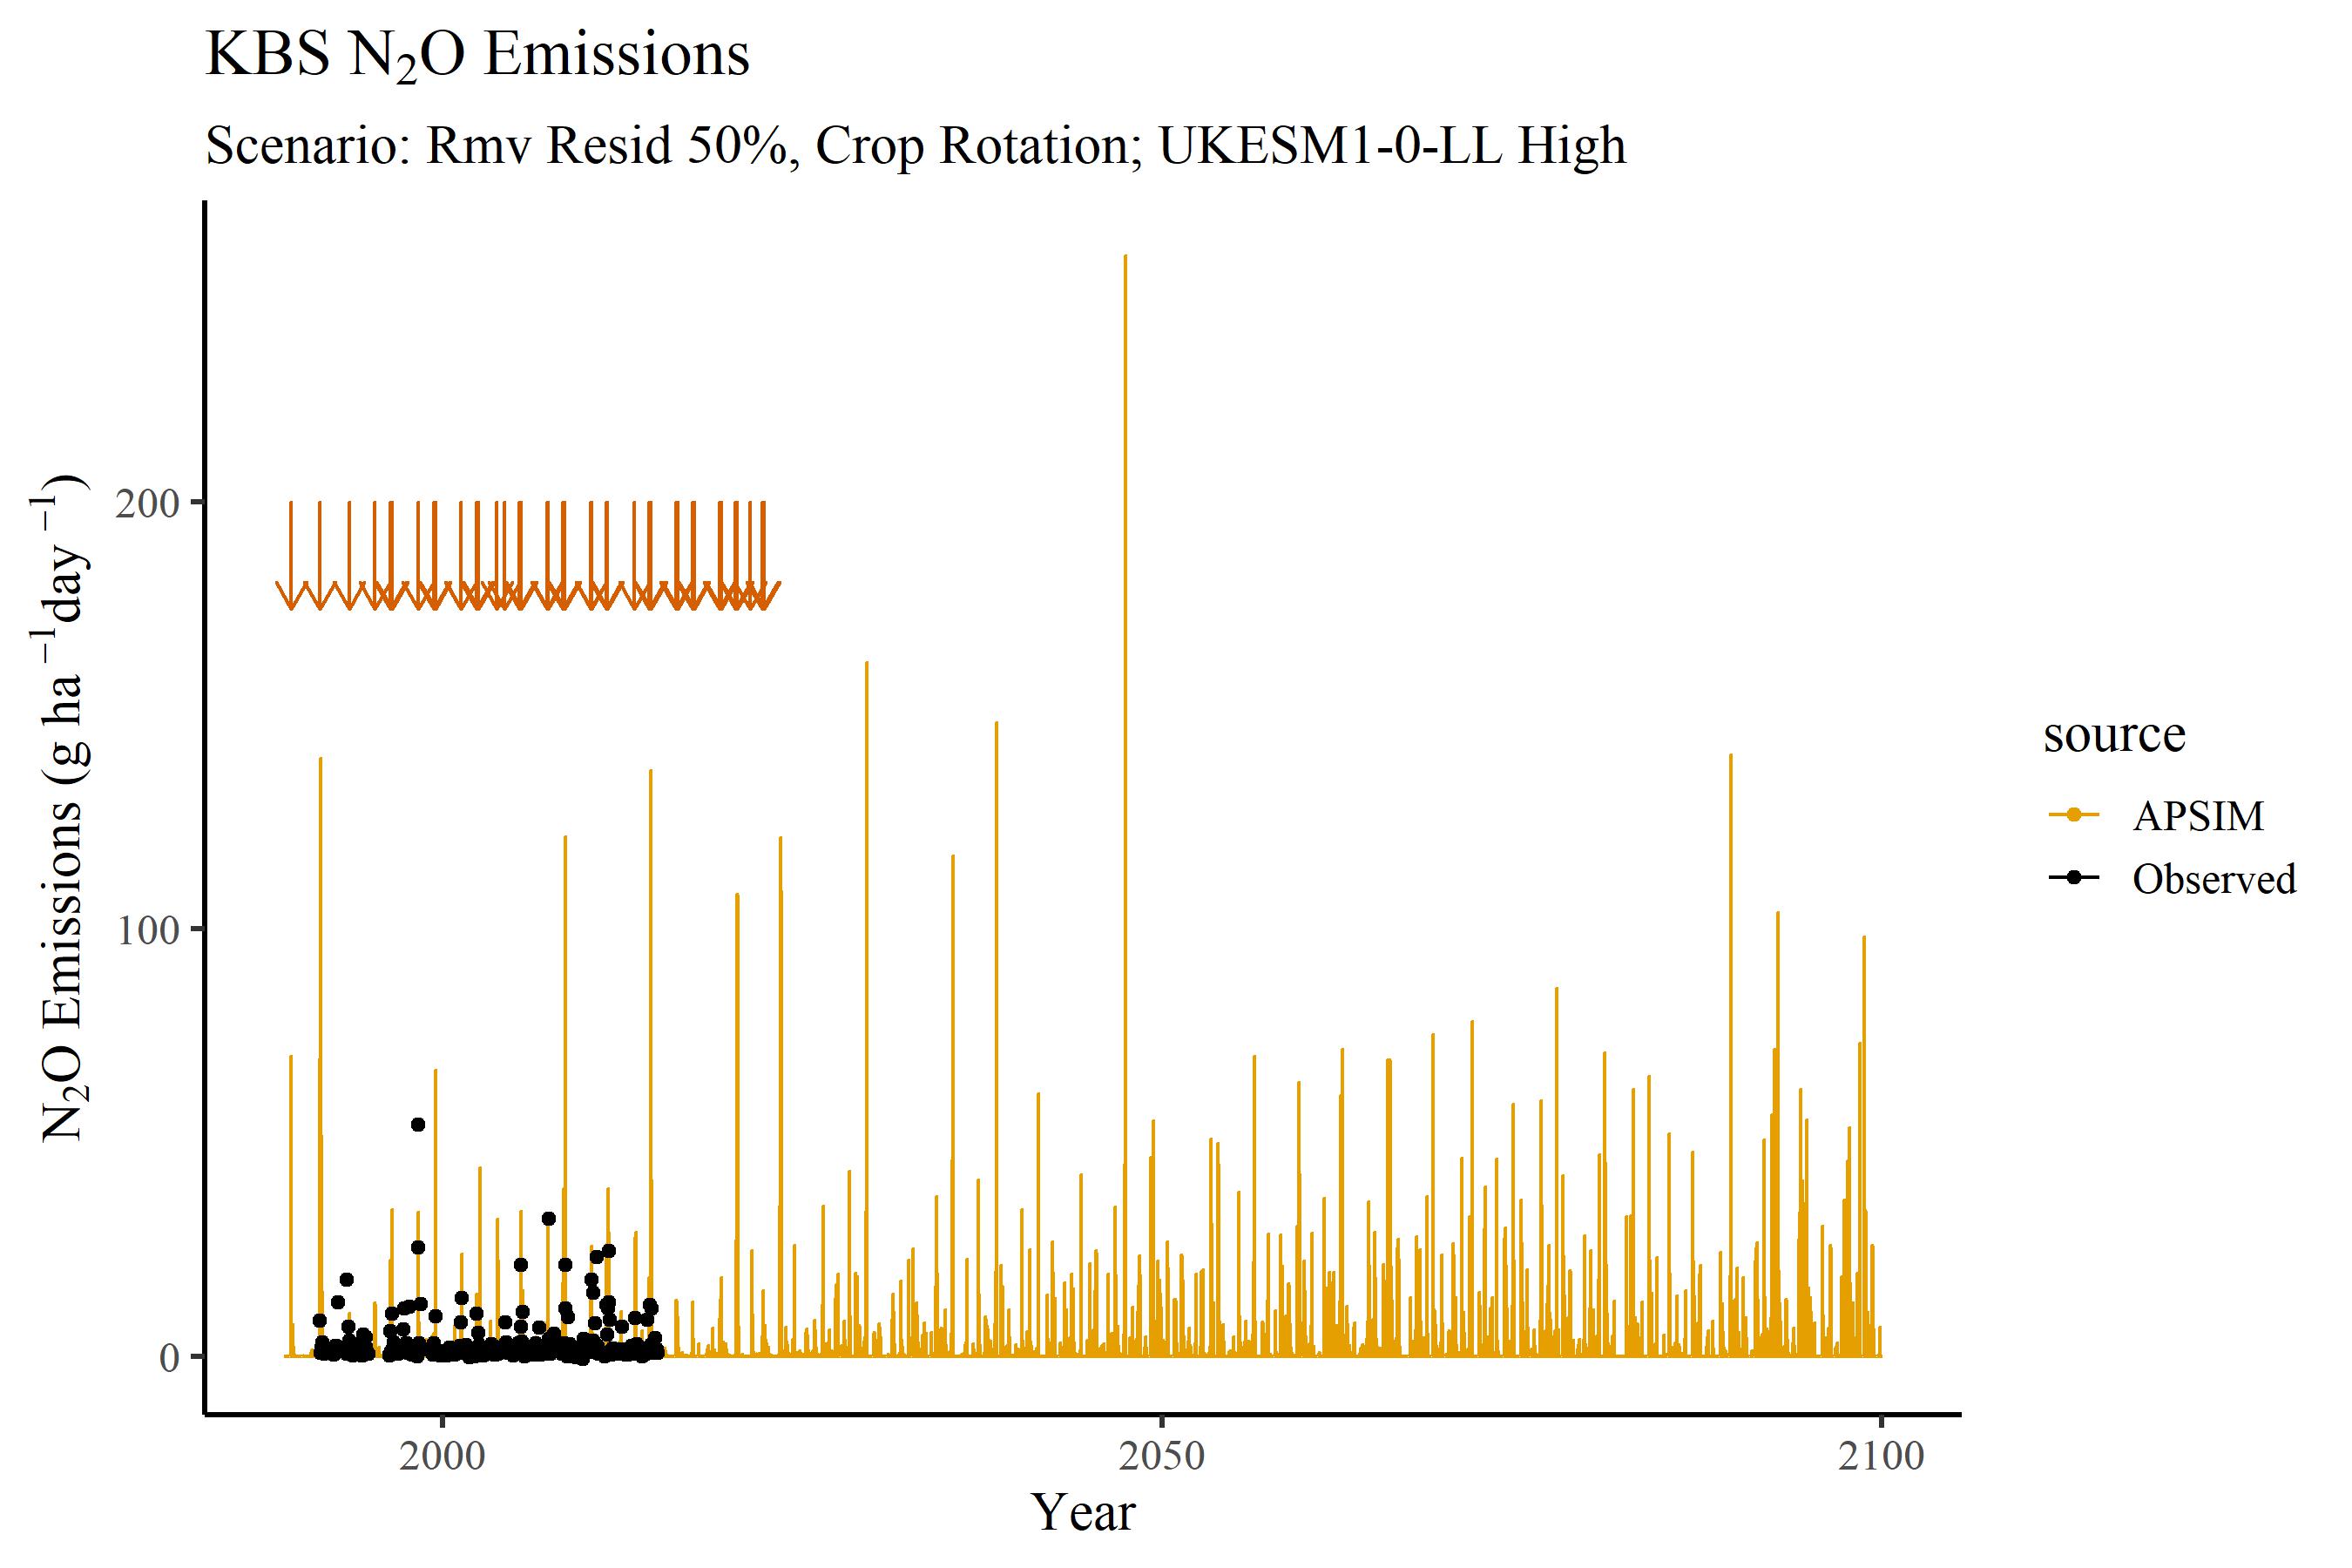 KBS N₂O Emissions
Scenario: Rmv Resid 50%, Crop Rotation; UKESM1-0-LL High
N₂O Emissions (g ha ⁻¹day ⁻¹)
200
100
0
2000
2050
2100
Year
source
APSIM
Observed